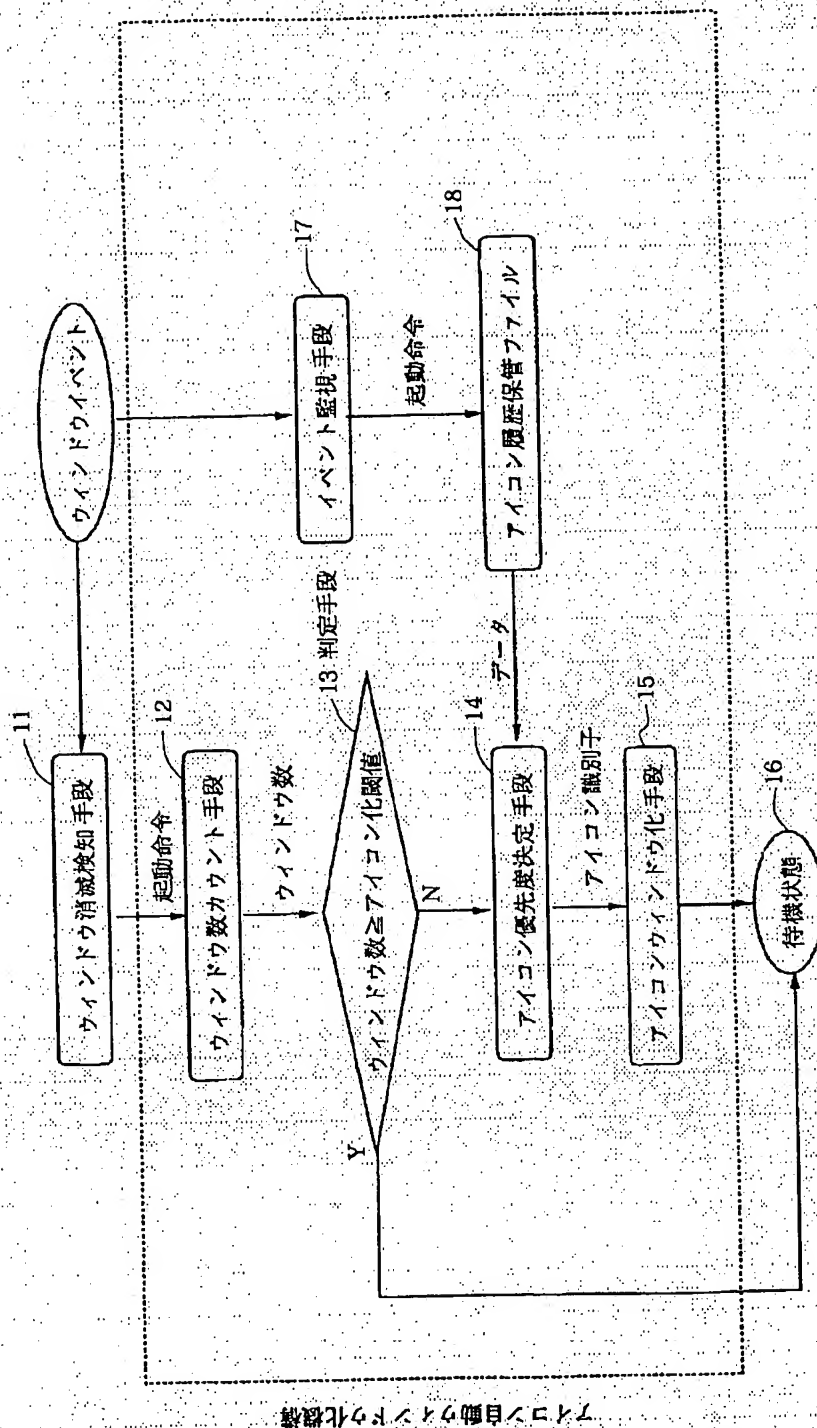 アイコン自動ウィンドウ化機構
ウィンドウイベント
11
ウィンドウ消滅検知手段
起動命令
12
ウィンドウ数カウント手段
ウィンドウ数
13 判定手段
ウィンドウ数≧アイコン化閾値
Y
N
14
アイコン優先度決定手段
アイコン識別子
15
アイコンウィンドウ化手段
16
待機状態
17
イベント監視手段
起動命令
18
アイコン履歴保管ファイル
データ